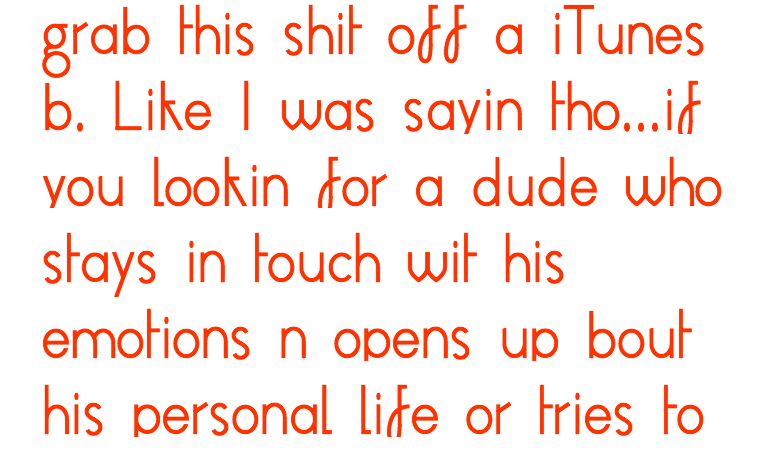 grab this shit off a iTunes
b. Like I was sayin tho...if
you lookin for a dude who
stays in touch wit his
emotions n opens up bout
his personal life or tries to